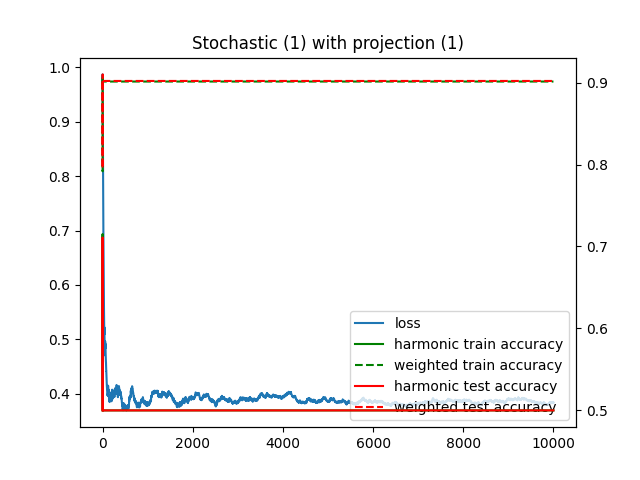 Stochastic (1) with projection (1)
1.0
0.9
0.8
0.7
0.6
0.5
0.4
0.9
0.8
0.7
0.6
0.5
loss
harmonic train accuracy
weighted train accuracy
harmonic test accuracy
weighted test accuracy
0 2000 4000 6000 8000 10000